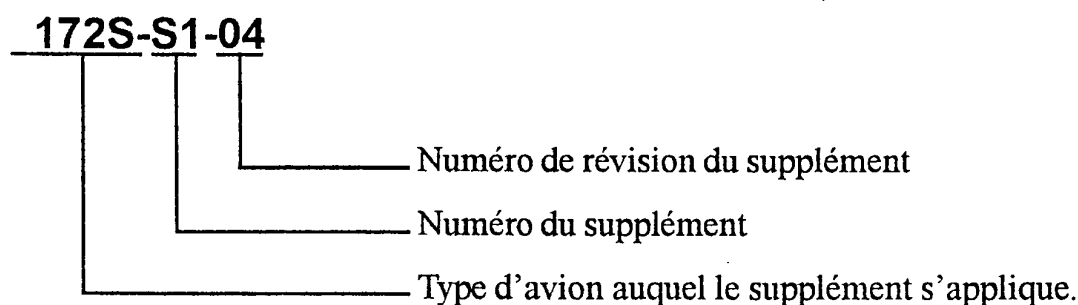 172S-S1-04
Numéro de révision du supplément
Numéro du supplément
Type d'avion auquel le supplément s'applique.